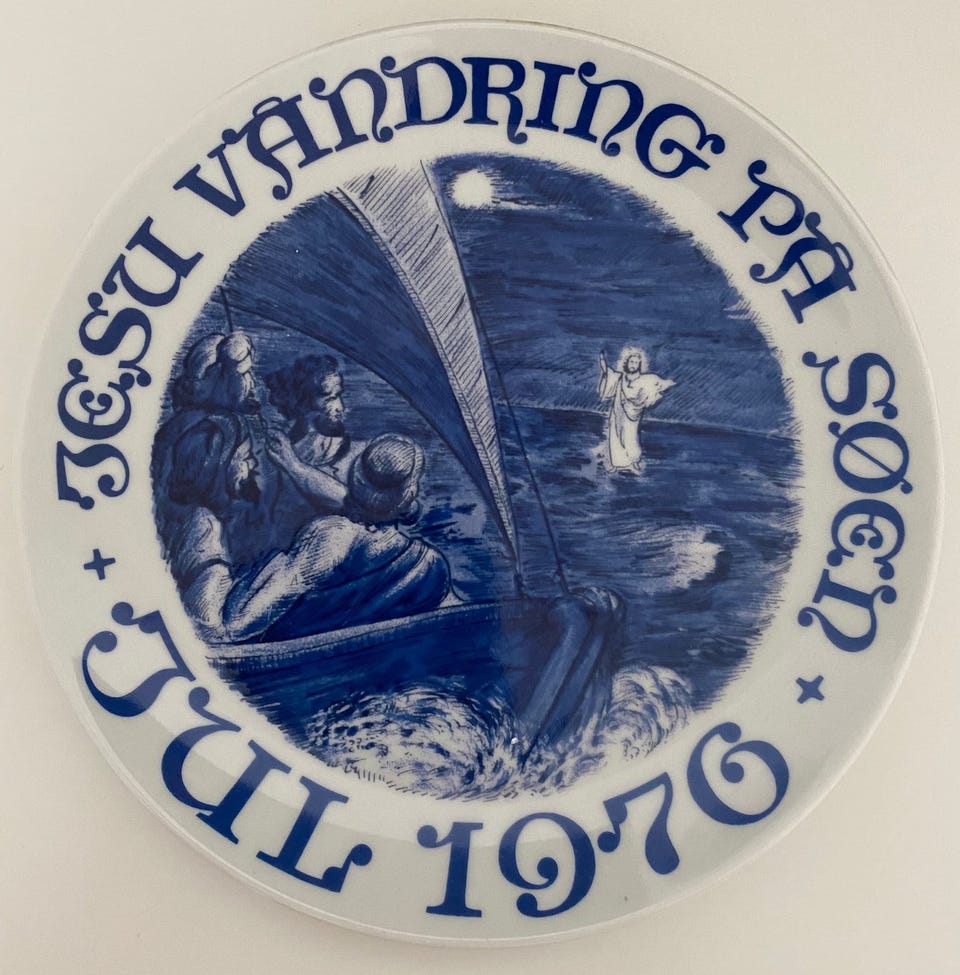 JESU VANDRING PÅ SØEN
+ JUL 1976 +